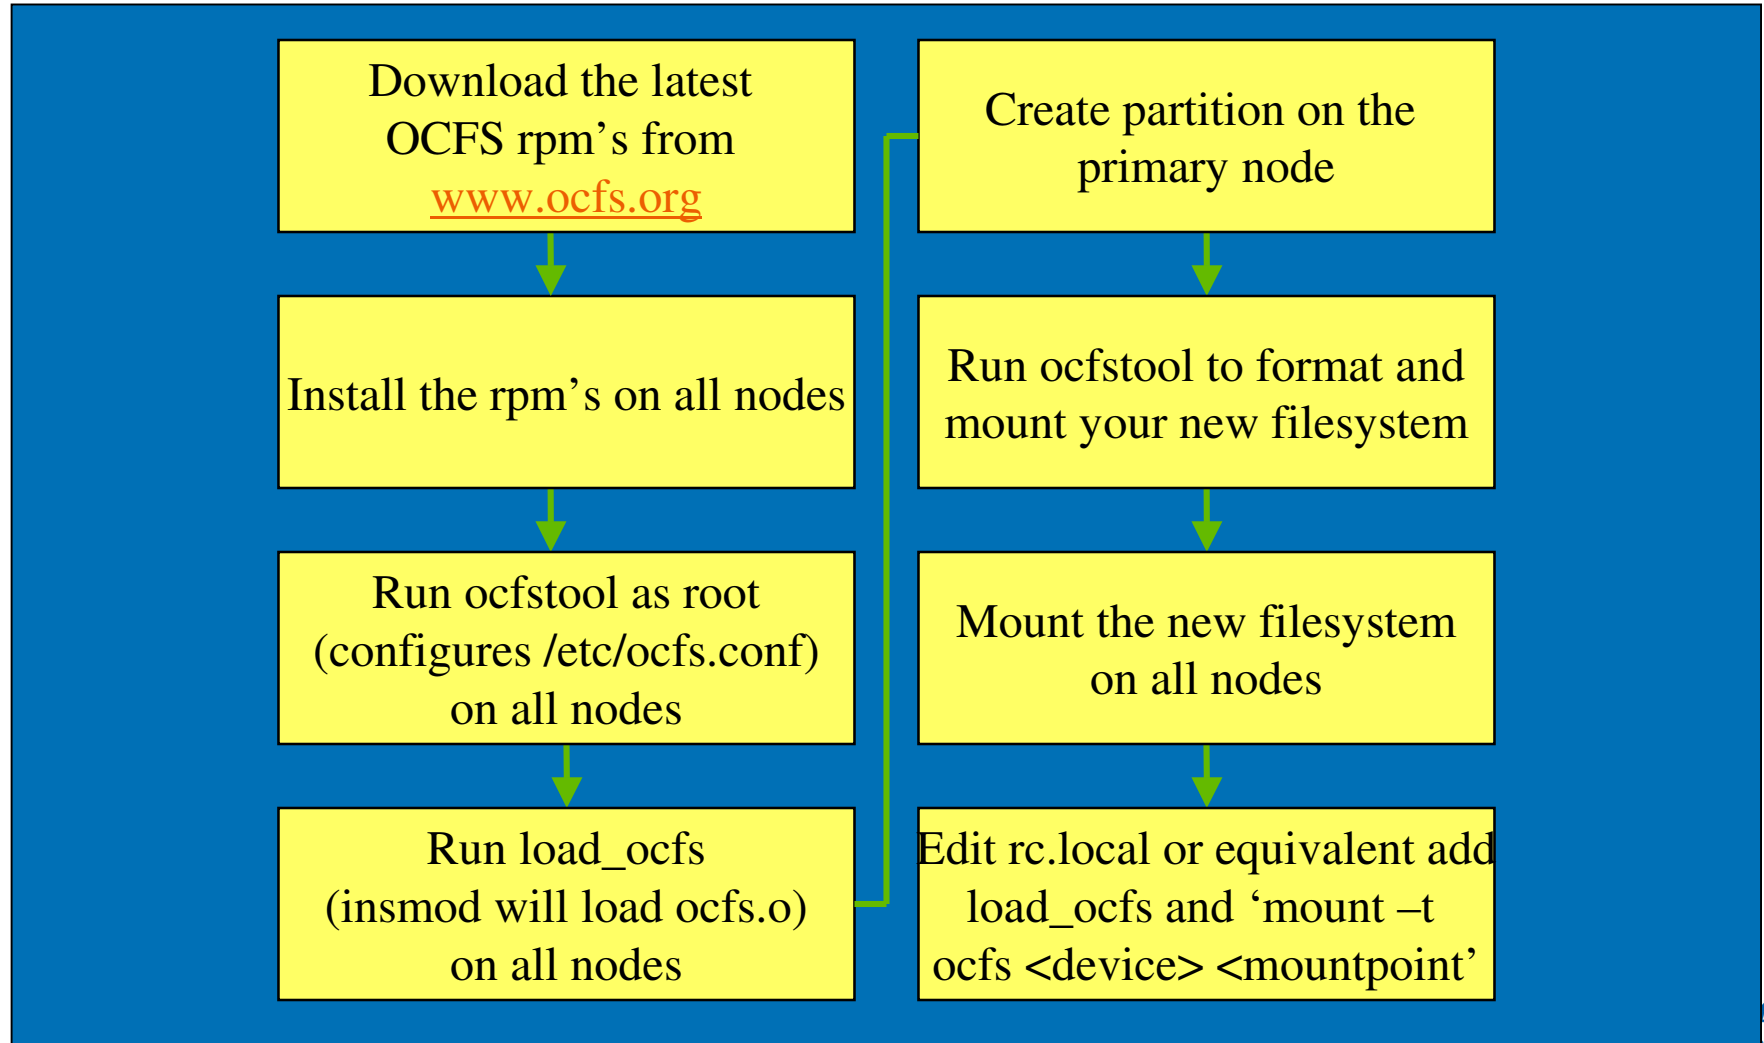 Download the latest
OCFS rpm’s from
www.ocfs.org
Install the rpm’s on all nodes
Run ocfstool as root
(configures /etc/ocfs.conf)
on all nodes
Run load_ocfs
(insmod will load ocfs.o)
on all nodes
Create partition on the
primary node
Run ocfstool to format and
mount your new filesystem
Mount the new filesystem
on all nodes
Edit rc.local or equivalent add
load_ocfs and ‘mount –t
ocfs <device> <mountpoint’